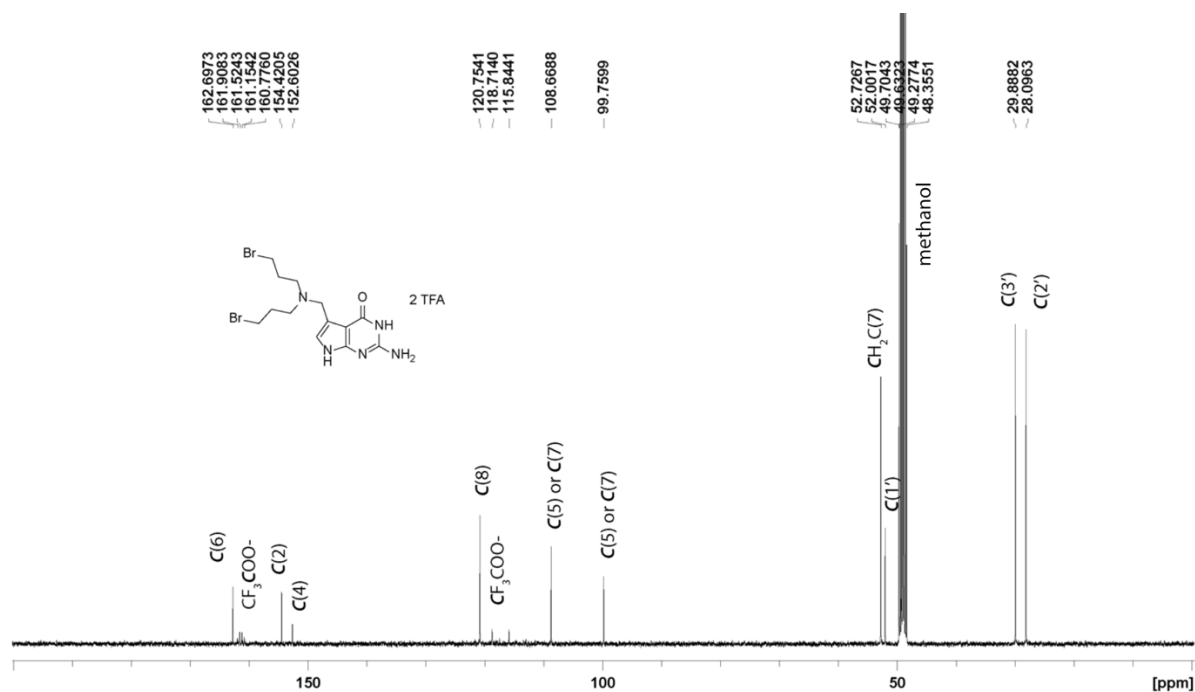 162.6973
161.9083
161.5243
161.1542
160.7760
154.4205
152.6026
120.7541
118.7140
115.8441
108.6688
99.7599
52.7267
52.0017
49.7043
49.6323
49.2774
48.3551
29.8882
28.0963
methanol
Br
Br
N
O
NH
N
H
N
NH2
2 TFA
C(6)
CF3COO-
C(2)
C(4)
C(8)
CF3COO-
C(5) or C(7)
C(5) or C(7)
CH2C(7)
C(1')
C(3')
C(2')
150
100
50
[ppm]